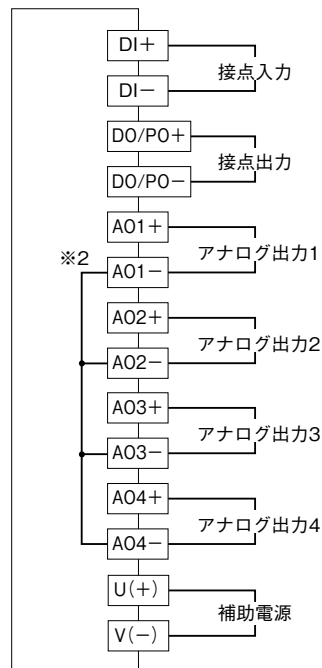 DI+
DI−
接点入力
DO/PO+
DO/PO−
接点出力
AO1+
※2
AO1−
アナログ出力1
AO2+
AO2−
アナログ出力2
AO3+
AO3−
アナログ出力3
AO4+
AO4−
アナログ出力4
U(+)
V(−)
補助電源